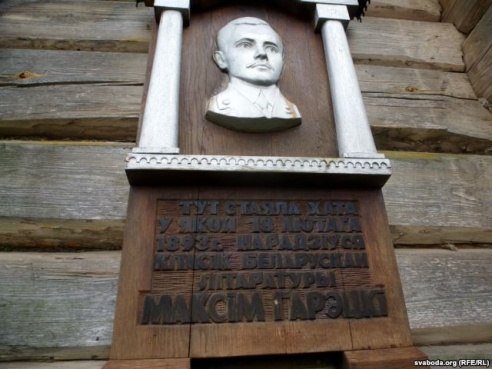 ТУТ СТАЯЛА ХАТА
У ЯКОЙ 18 ЛЮТАГА
1893 г. НАРАДЗІЎСЯ
КЛАСІК БЕЛАРУСКАЙ
ЛІТАРАТУРЫ
МАКСІМ ГАРЭЦКІ
svaboda.org (RFE/RL)